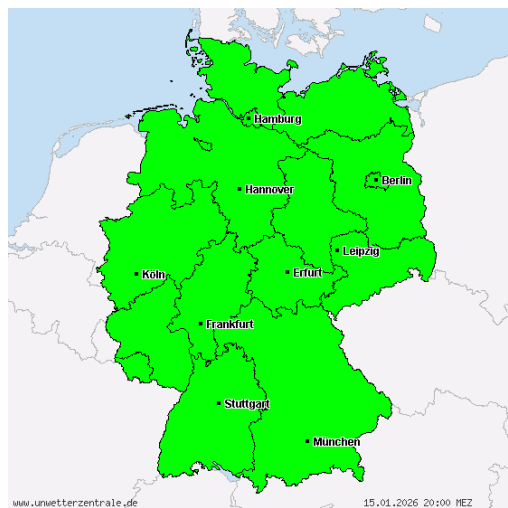 Hamburg
Berlin
Hannover
Leipzig
Köln
Erfurt
Frankfurt
Stuttgart
München
www.unwetterzentrale.de
15.01.2026 20:00 MEZ